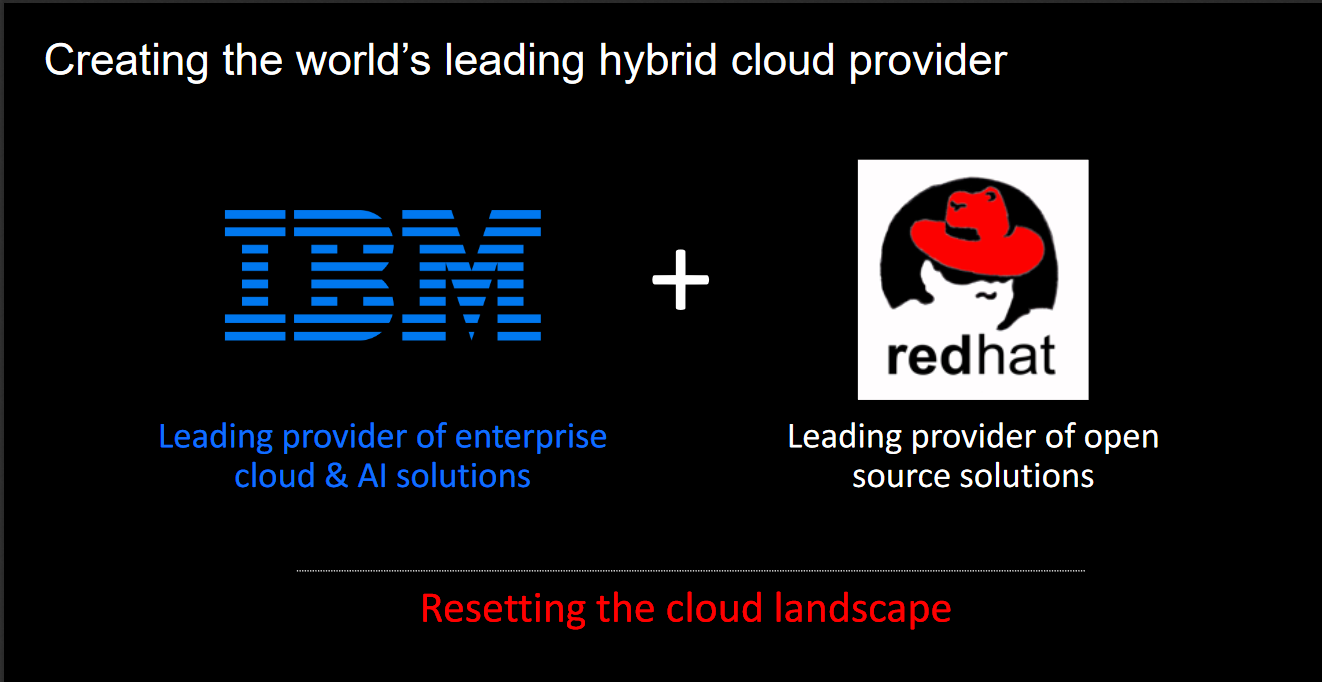 Creating the world’s leading hybrid cloud provider
IBM
+
redhat
Leading provider of enterprise
cloud & AI solutions
Leading provider of open
source solutions
Resetting the cloud landscape